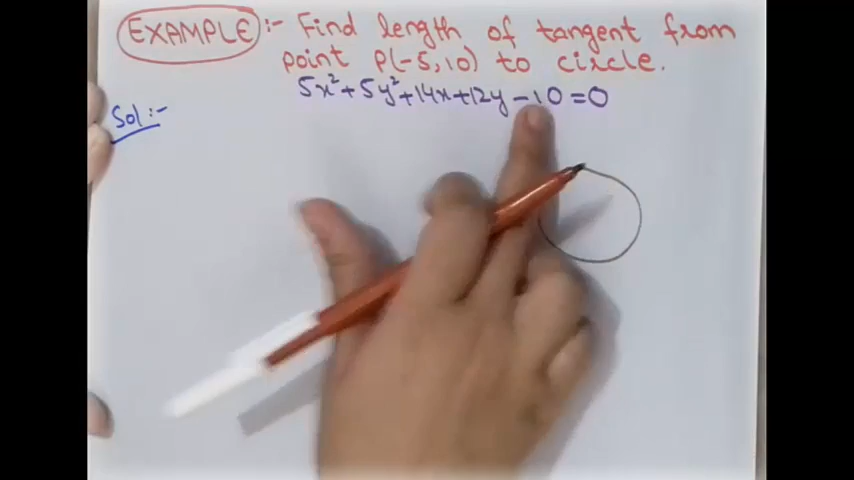 EXAMPLE :- Find length of tangent from
point P(-5,10) to circle.
5x²+5y²+14x+12y-10=0
Sol:-